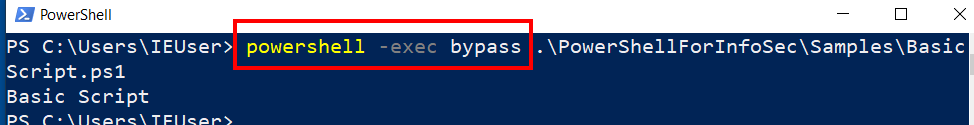 PowerShell
PS C:\Users\IEUser> powershell -exec bypass .\PowerShellForInfoSec\Samples\Basic
Script.ps1
Basic Script
PS C:\Users\IEUser>